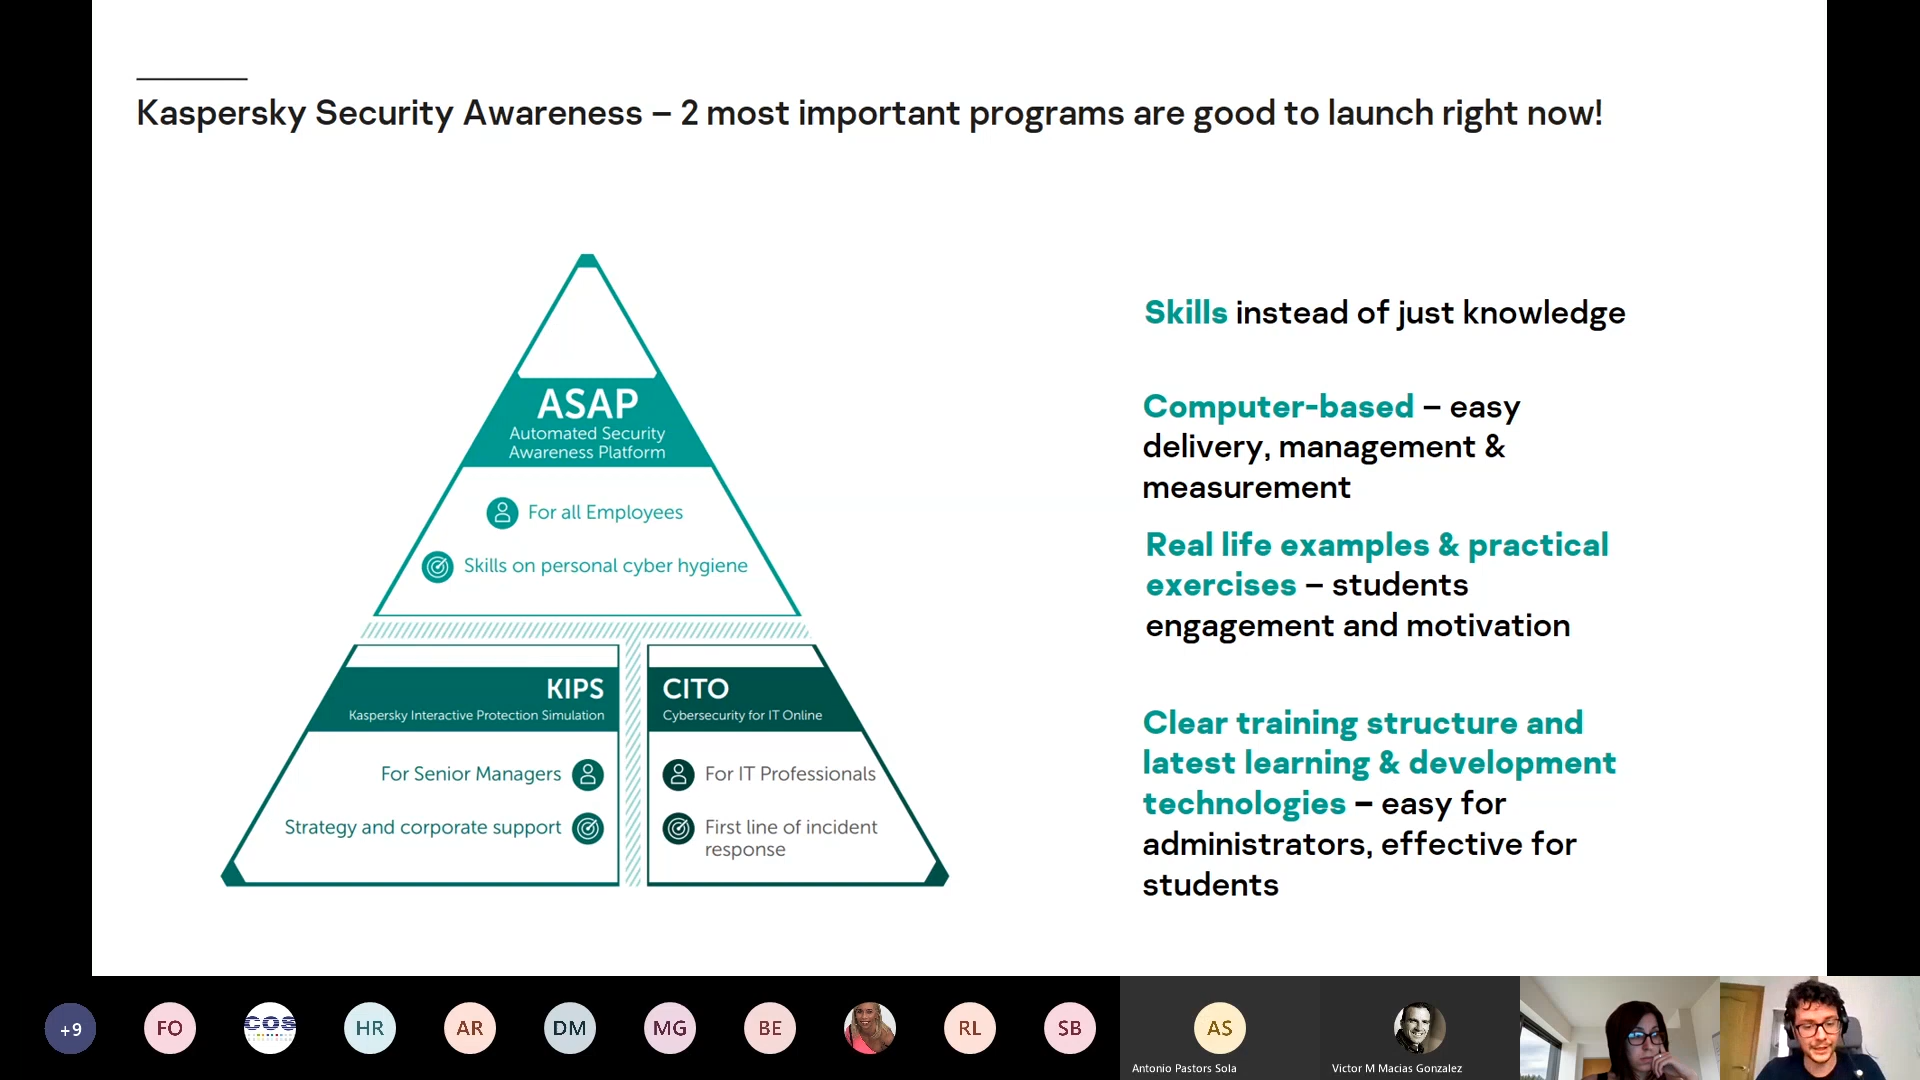 Kaspersky Security Awareness – 2 most important programs are good to launch right now!
ASAP
Automated Security
Awareness Platform
For all Employees
Skills on personal cyber hygiene
KIPS
Kaspersky Interactive Protection Simulation
For Senior Managers
Strategy and corporate support
CITO
Cybersecurity for IT Online
For IT Professionals
First line of incident
response
Skills instead of just knowledge
Computer-based – easy
delivery, management &
measurement
Real life examples & practical
exercises – students
engagement and motivation
Clear training structure and
latest learning & development
technologies – easy for
administrators, effective for
students
+9
FO
cos
HR
AR
DM
MG
BE
RL
SB
AS
Antonio Pastors Sola
Victor M Macias Gonzalez